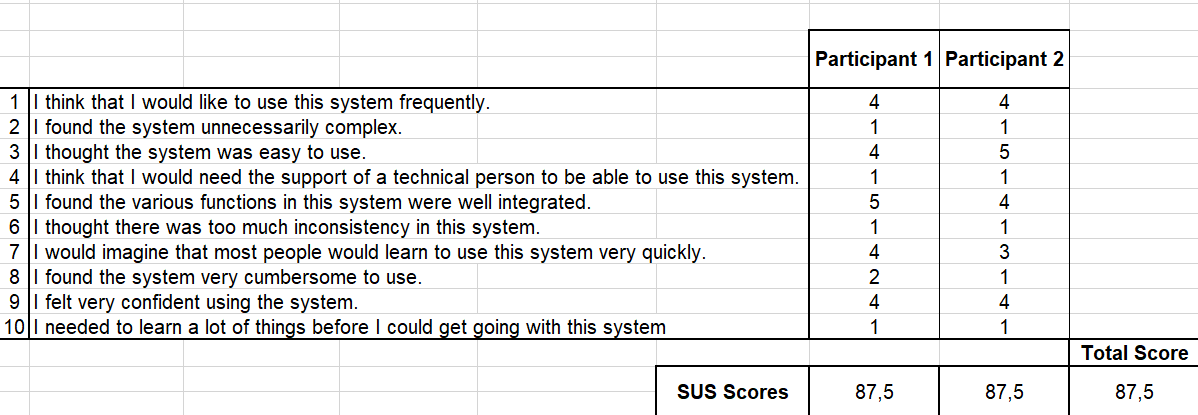 Participant 1 Participant 2
1 I think that I would like to use this system frequently. 4 4
2 I found the system unnecessarily complex. 1 1
3 I thought the system was easy to use. 4 5
4 I think that I would need the support of a technical person to be able to use this system. 1 1
5 I found the various functions in this system were well integrated. 5 4
6 I thought there was too much inconsistency in this system. 1 1
7 I would imagine that most people would learn to use this system very quickly. 4 3
8 I found the system very cumbersome to use. 2 1
9 I felt very confident using the system. 4 4
10 I needed to learn a lot of things before I could get going with this system 1 1
Total Score
SUS Scores 87,5 87,5 87,5